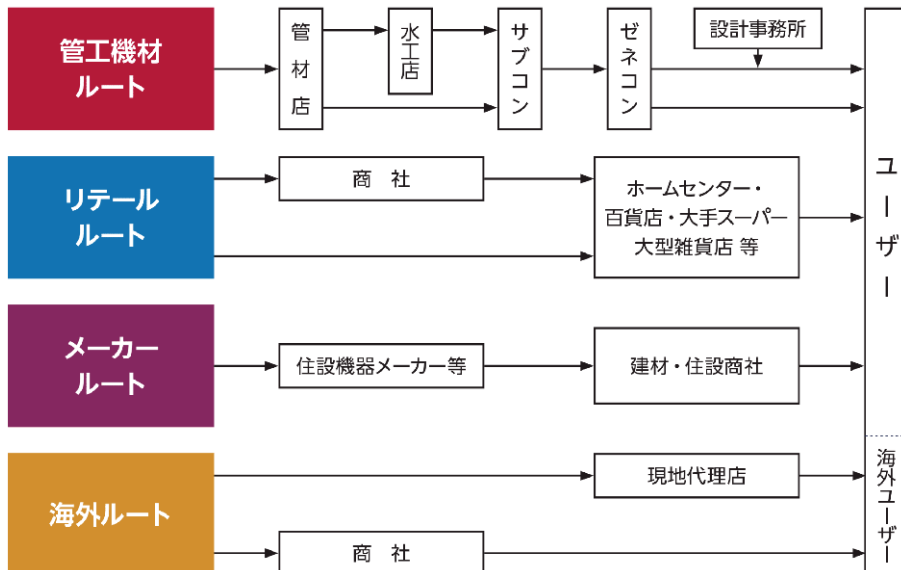 管工機材
ルート
管材店
水工店
サブコン
ゼネコン
設計事務所
ユーザー
リテール
ルート
商 社
ホームセンター・
百貨店・大手スーパー
大型雑貨店 等
メーカー
ルート
住設機器メーカー等
建材・住設商社
海外ルート
現地代理店
商 社
海外ユーザー